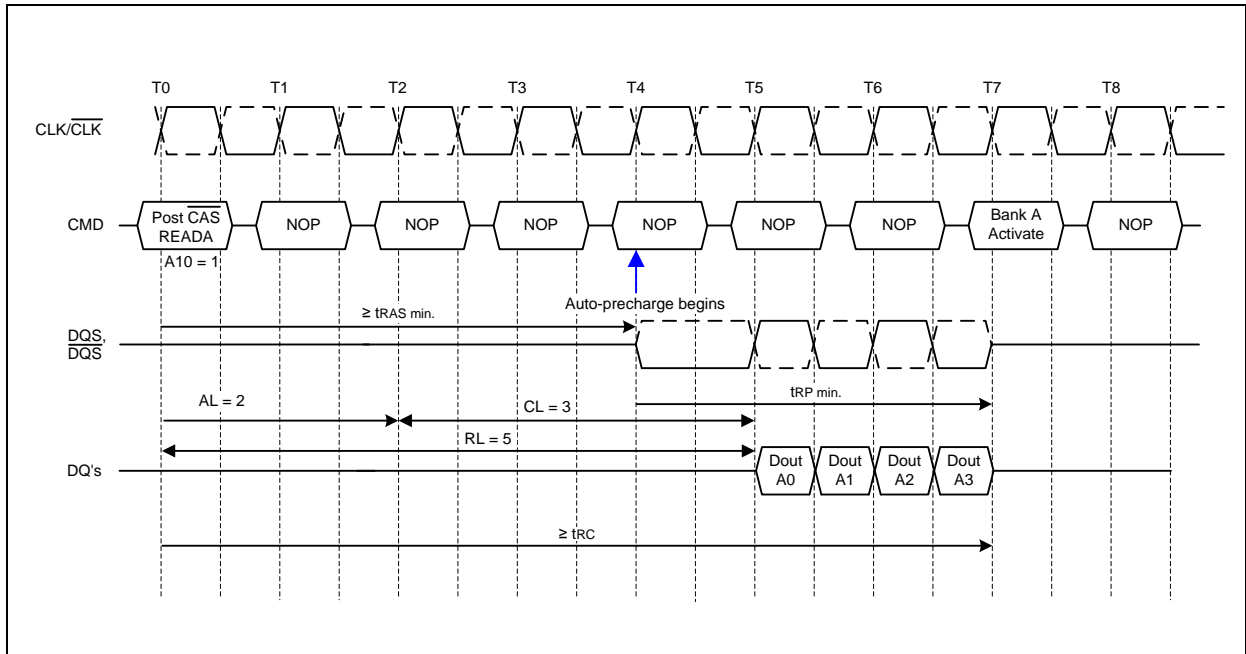 T0 T1 T2 T3 T4 T5 T6 T7 T8
CLK/CLK
CMD
Post CAS
READA
NOP
NOP
NOP
NOP
NOP
NOP
Bank A
Activate
NOP
A10 = 1
Auto-precharge begins
≥ tRAS min.
DQS,
DQS
tRP min.
AL = 2
CL = 3
RL = 5
DQ's
Dout
A0
Dout
A1
Dout
A2
Dout
A3
≥ tRC